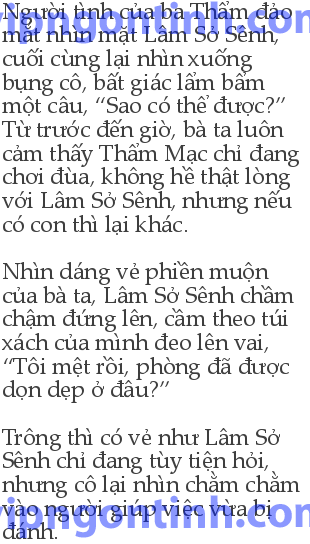 Người tình của bà Thẩm đảo
mắt nhìn mặt Lâm Sở Sênh,
cuối cùng lại nhìn xuống
bụng cô, bất giác lẩm bẩm
một câu, “Sao có thể được?”
Từ trước đến giờ, bà ta luôn
cảm thấy Thẩm Mạc chỉ đang
chơi đùa, không hề thật lòng
với Lâm Sở Sênh, nhưng nếu
có con thì lại khác.

Nhìn dáng vẻ phiền muộn
của bà ta, Lâm Sở Sênh chầm
chậm đứng lên, cầm theo túi
xách của mình đeo lên vai,
“Tôi mệt rồi, phòng đã được
dọn dẹp ở đâu?”

Trông thì có vẻ như Lâm Sở
Sênh chỉ đang tùy tiện hỏi,
nhưng cô lại nhìn chằm chằm
vào người giúp việc vừa bị
đánh.
vipngontinh.com